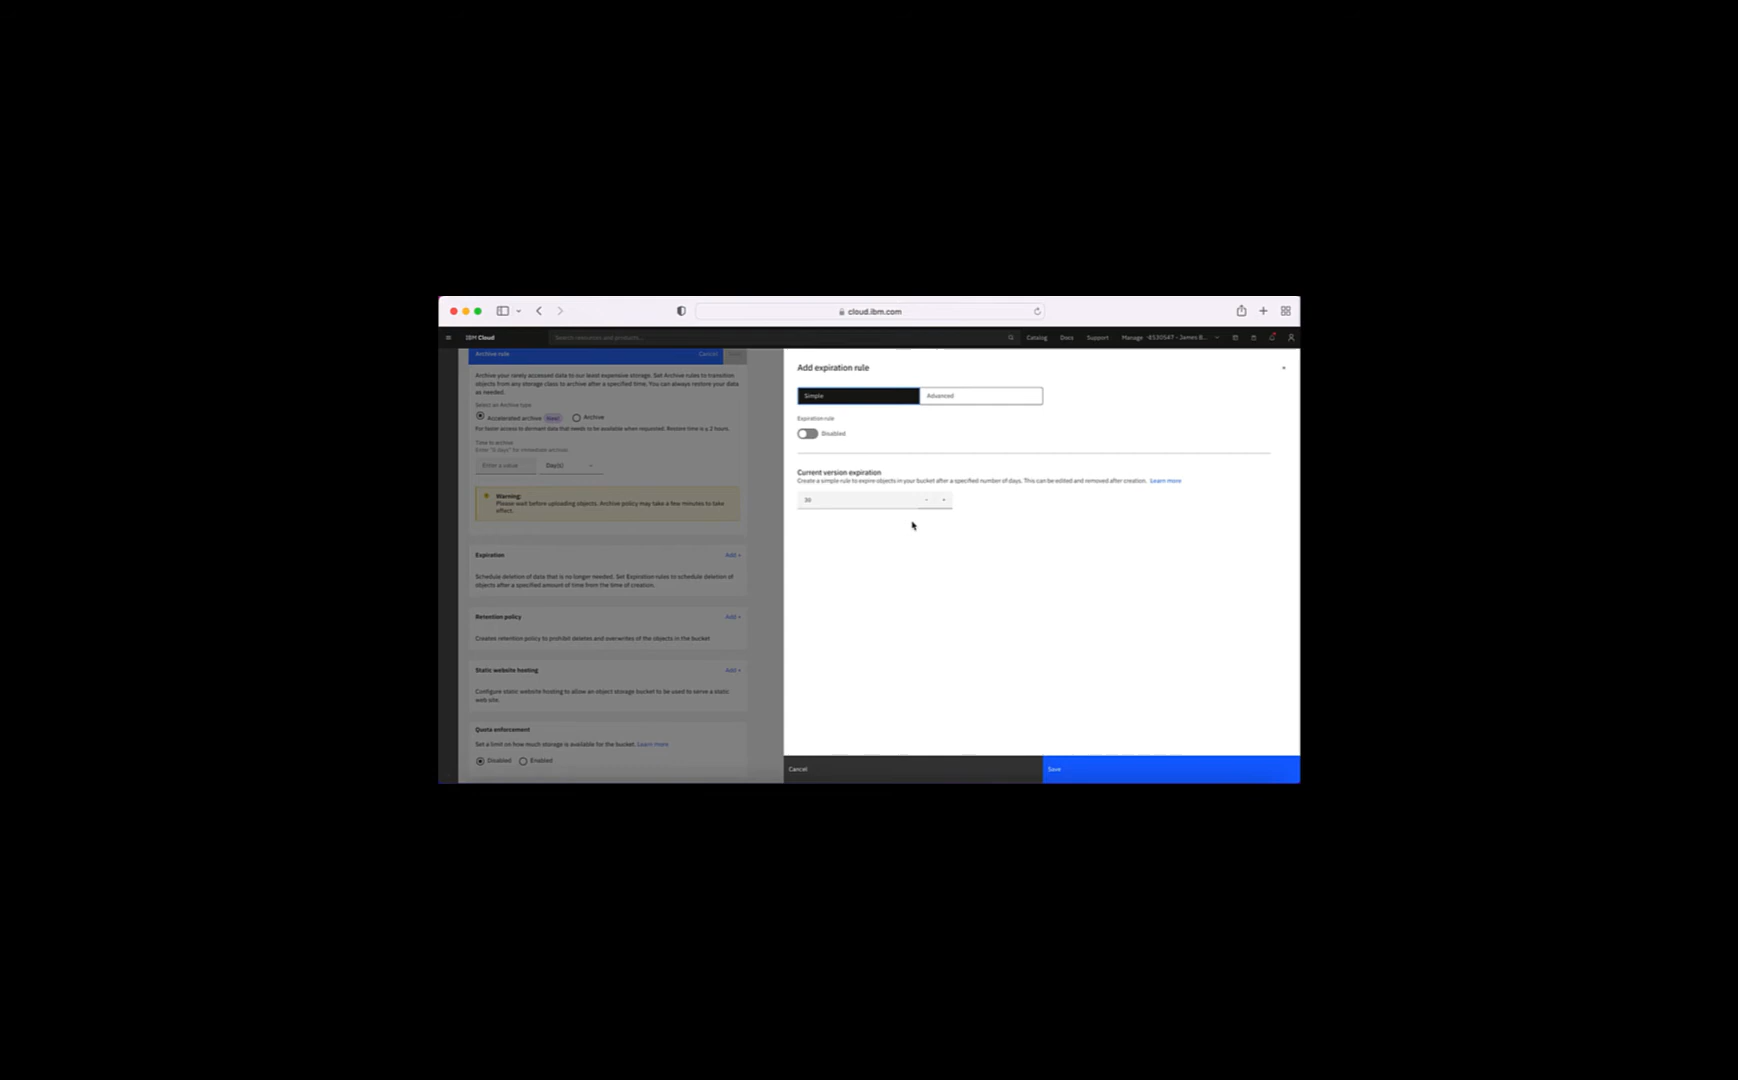 cloud.ibm.com
IBM Cloud
Search resources and products...
Catalog
Docs
Support
Manage
Archive rule
Cancel
Archive your rarely accessed data to our least expensive storage. Set Archive rules to transition
objects from any storage class to archive after a specified time. You can always restore your data
as needed.
Select an Archive type
Accelerated archive
New!
Archive
For faster access to dormant data that needs to be available when requested. Restore time is ≤ 2 hours.
Time to archive
for immediate archive.
Enter a value
Day(s)
Warning:
Please wait before uploading objects. Archive policy may take a few minutes to take
effect.
Expiration
Add +
Schedule deletion of data that is no longer needed. Set Expiration rules to schedule deletion of
objects after a specified amount of time from the time of creation.
Retention policy
Add +
Creates retention policy to prohibit deletes and overwrites of the objects in the bucket
Static website hosting
Add +
Configure static website hosting to allow an object storage bucket to be used to serve a static
web site.
Quota enforcement
Set a limit on how much storage is available for the bucket. Learn more
Disabled
Enabled
Add expiration rule
Simple
Advanced
Expiration rule
Disabled
Current version expiration
Create a simple rule to expire objects in your bucket after a specified number of days. This can be edited and removed after creation. Learn more
30
Cancel
Save